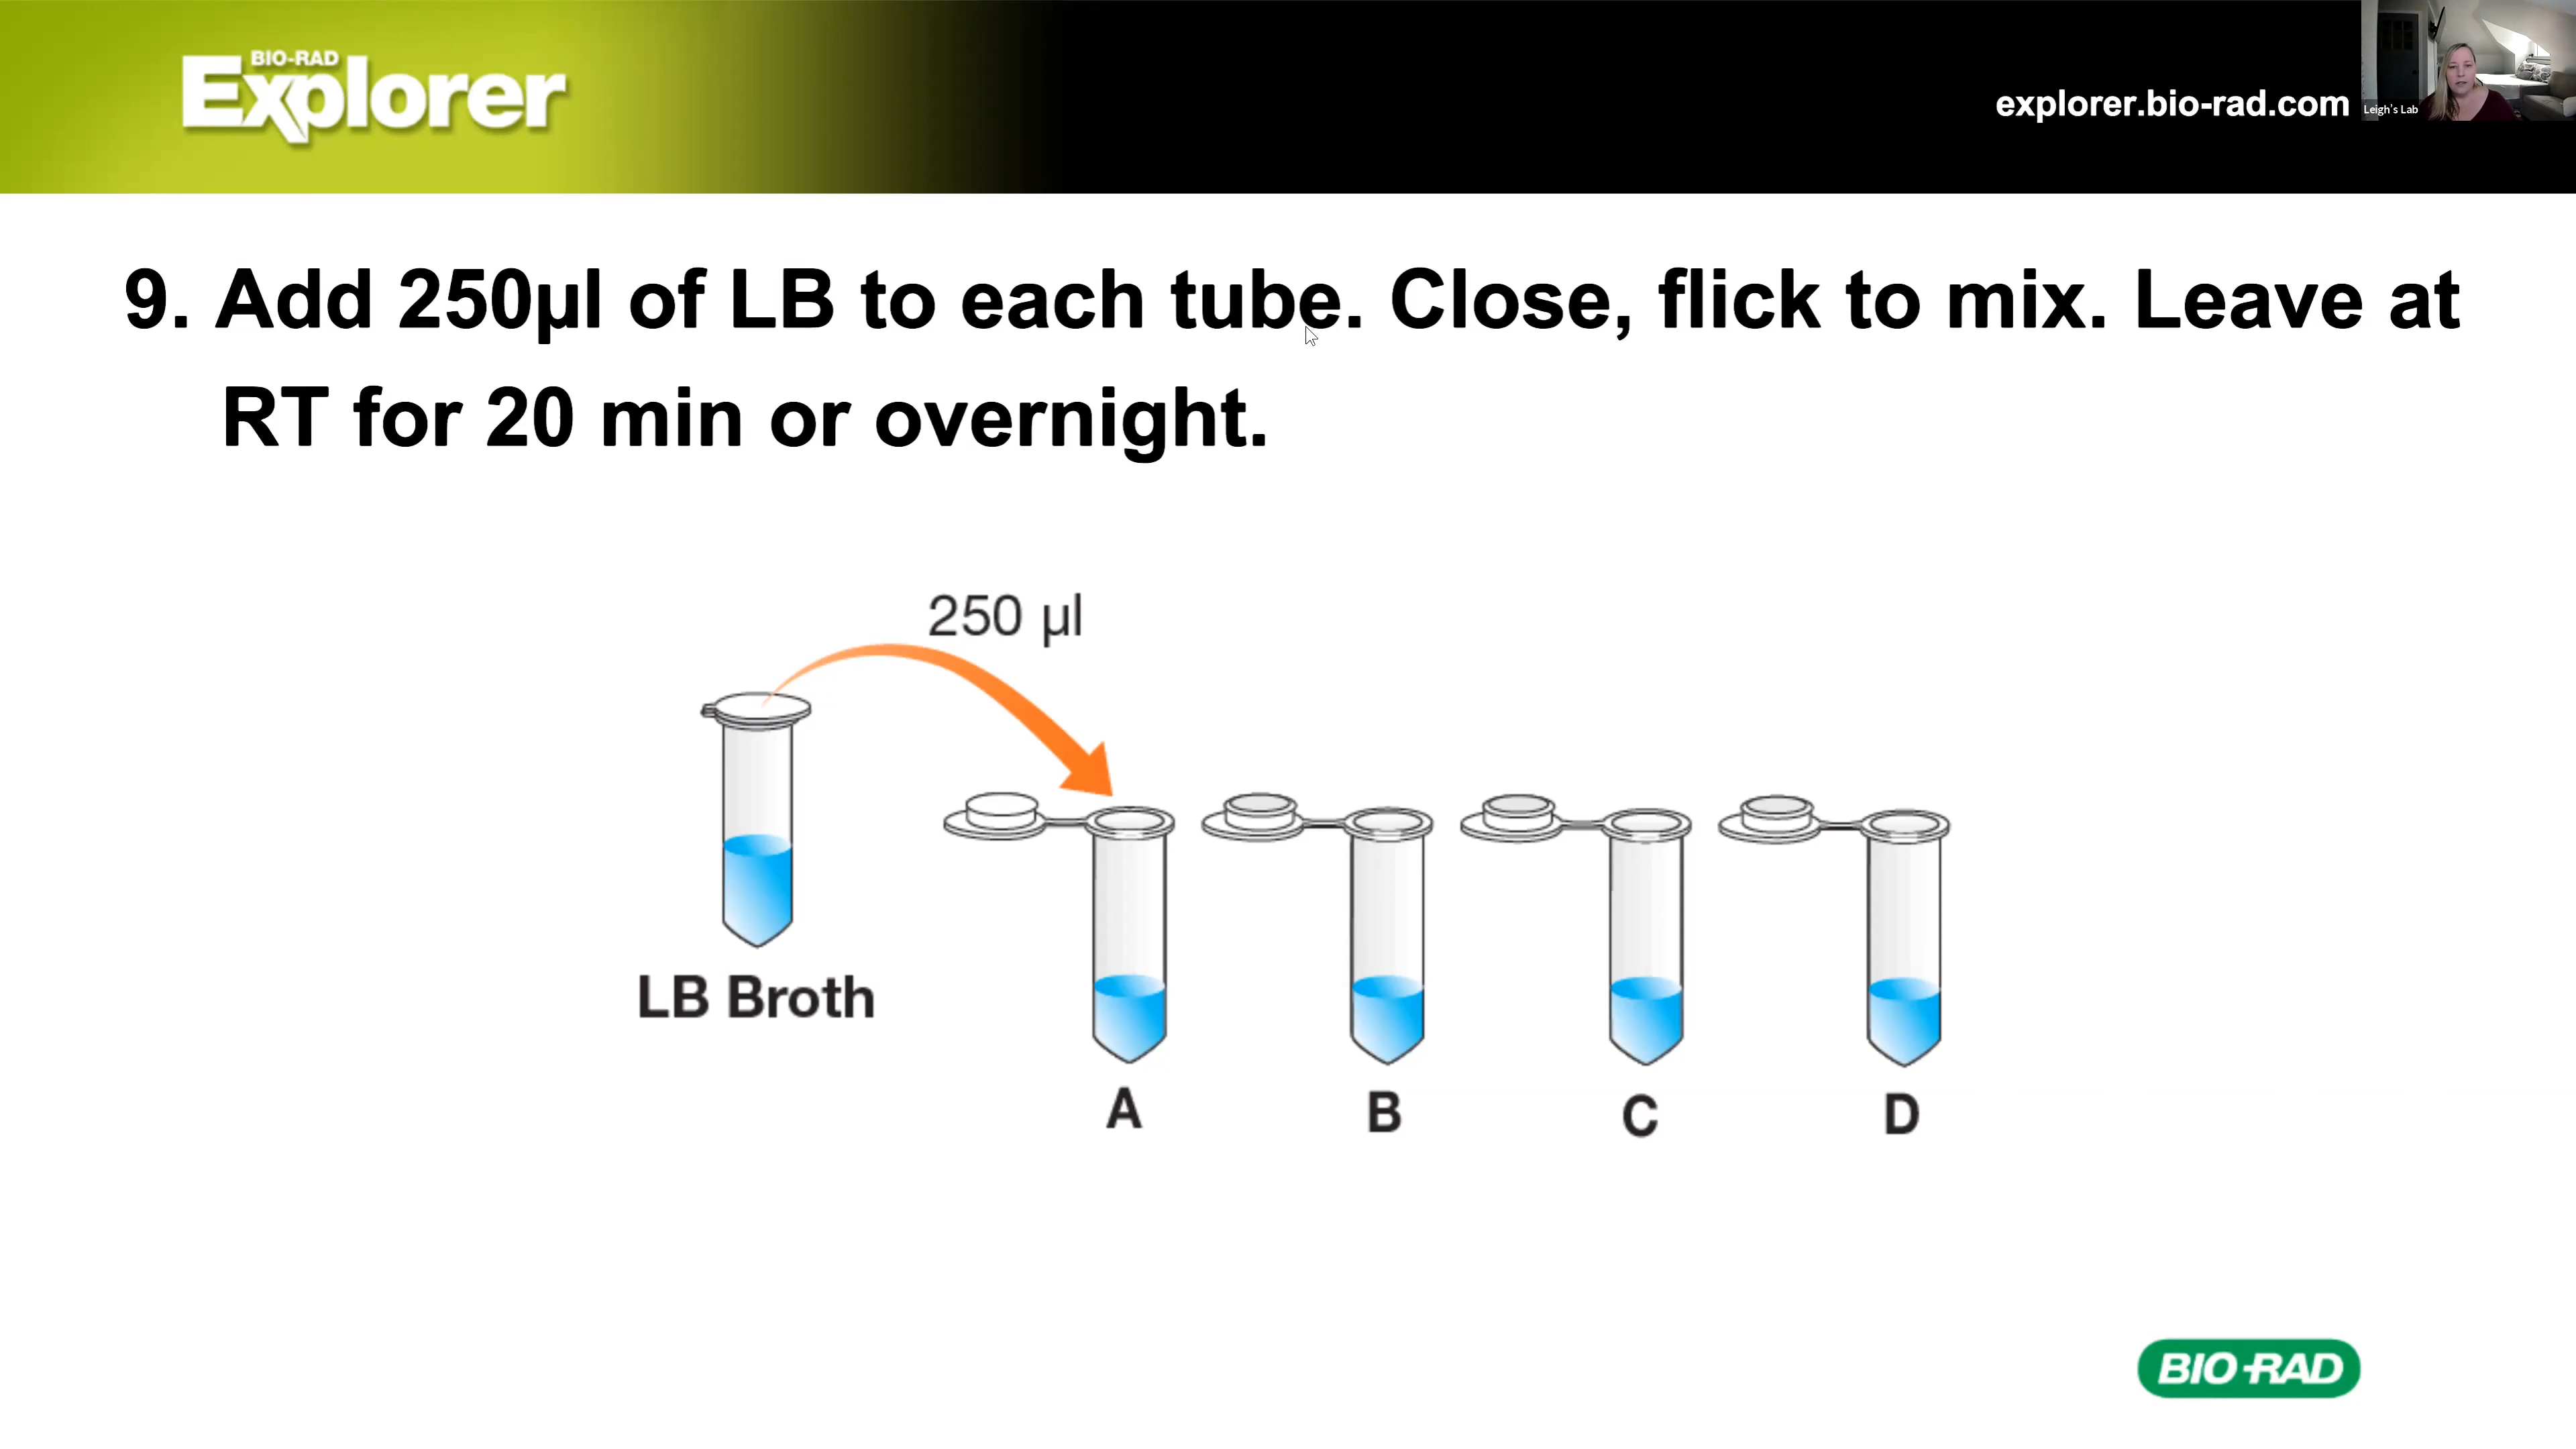 BIO-RAD
Explorer
explorer.bio-rad.com
Leigh's Lab
9. Add 250µl of LB to each tube. Close, flick to mix. Leave at
RT for 20 min or overnight.
250 µl
LB Broth
A B C D
BIO-RAD